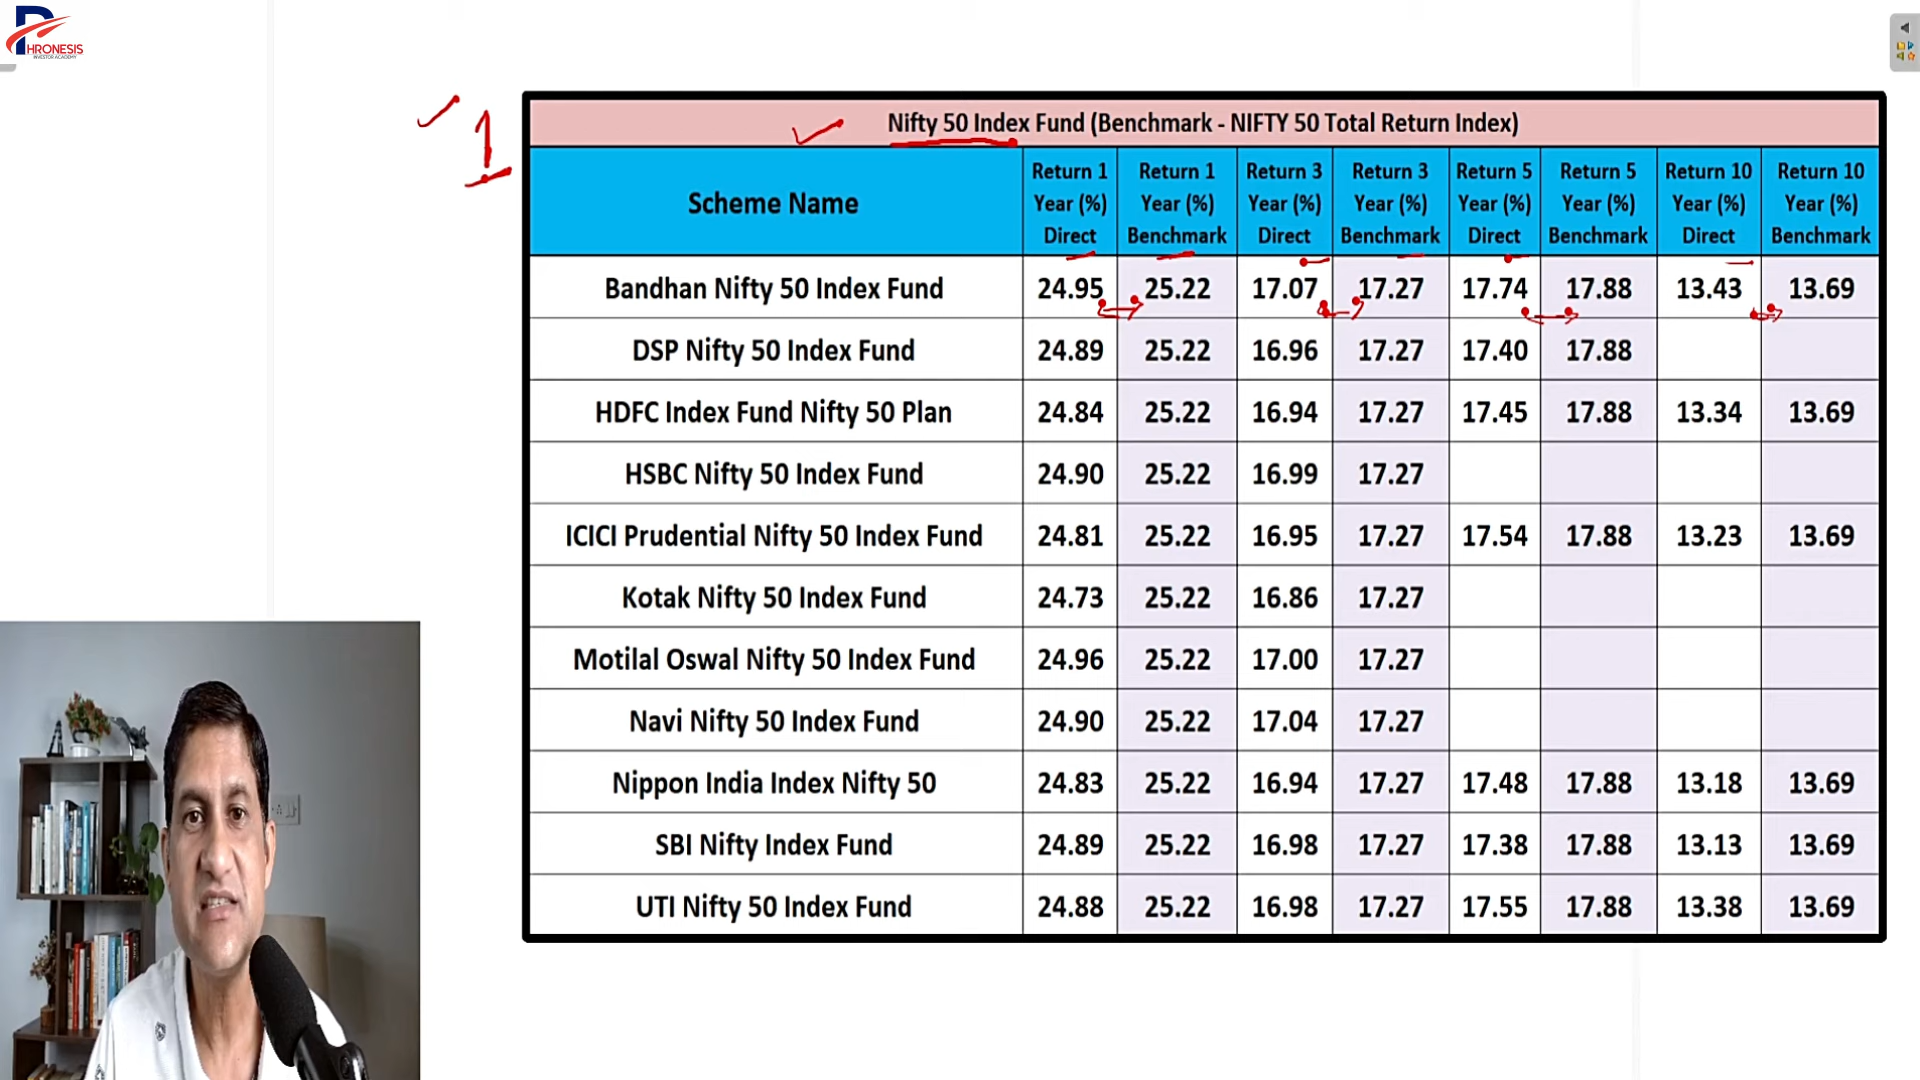 PHRONESIS
INVESTOR ACADEMY
1
Nifty 50 Index Fund (Benchmark - NIFTY 50 Total Return Index)
Scheme Name
Return 1 Year (%) Direct
Return 1 Year (%) Benchmark
Return 3 Year (%) Direct
Return 3 Year (%) Benchmark
Return 5 Year (%) Direct
Return 5 Year (%) Benchmark
Return 10 Year (%) Direct
Return 10 Year (%) Benchmark
Bandhan Nifty 50 Index Fund 24.95 25.22 17.07 17.27 17.74 17.88 13.43 13.69
DSP Nifty 50 Index Fund 24.89 25.22 16.96 17.27 17.40 17.88
HDFC Index Fund Nifty 50 Plan 24.84 25.22 16.94 17.27 17.45 17.88 13.34 13.69
HSBC Nifty 50 Index Fund 24.90 25.22 16.99 17.27
ICICI Prudential Nifty 50 Index Fund 24.81 25.22 16.95 17.27 17.54 17.88 13.23 13.69
Kotak Nifty 50 Index Fund 24.73 25.22 16.86 17.27
Motilal Oswal Nifty 50 Index Fund 24.96 25.22 17.00 17.27
Navi Nifty 50 Index Fund 24.90 25.22 17.04 17.27
Nippon India Index Nifty 50 24.83 25.22 16.94 17.27 17.48 17.88 13.18 13.69
SBI Nifty Index Fund 24.89 25.22 16.98 17.27 17.38 17.88 13.13 13.69
UTI Nifty 50 Index Fund 24.88 25.22 16.98 17.27 17.55 17.88 13.38 13.69